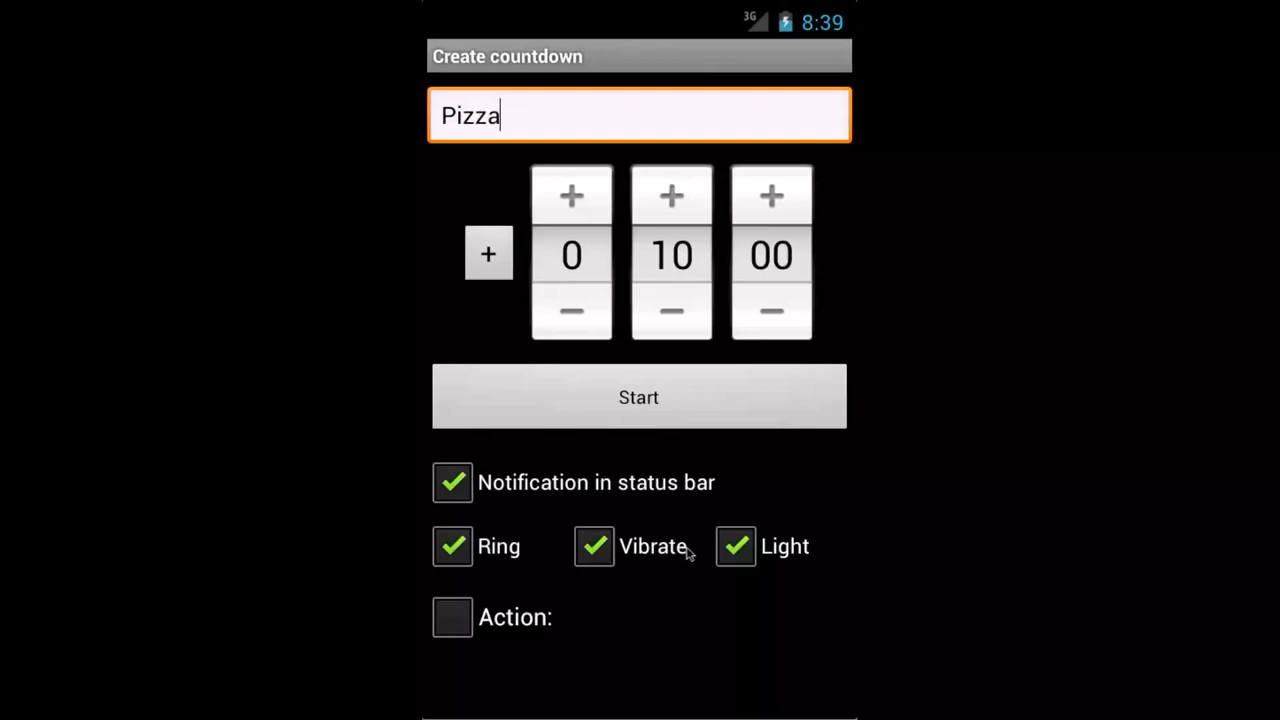 3G 8:39
Create countdown
Pizza
+ + +
+ 0 10 00
− − −
Start
Notification in status bar
Ring Vibrate Light
Action: